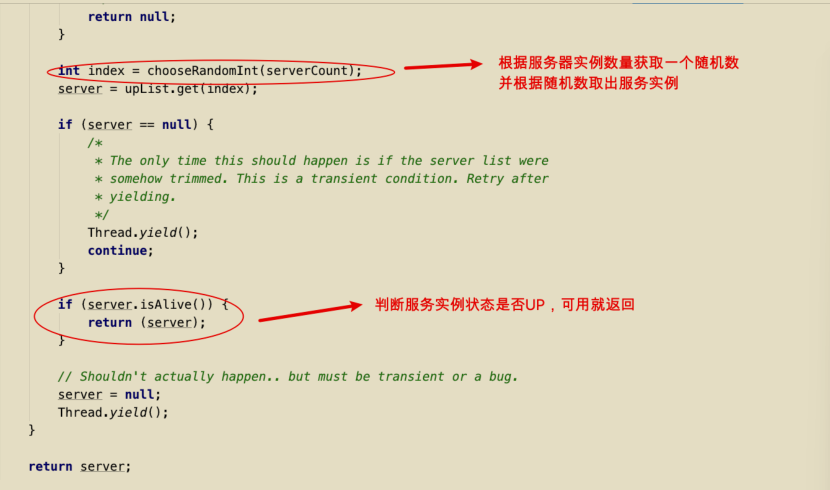 return null;
}
int index = chooseRandomInt(serverCount);
根据服务器实例数量获取一个随机数
并根据随机数取出服务实例
server = upList.get(index);
if (server == null) {
/*
* The only time this should happen is if the server list were
* somehow trimmed. This is a transient condition. Retry after
* yielding.
*/
Thread.yield();
continue;
}
if (server.isAlive()) {
判断服务实例状态是否UP，可用就返回
return (server);
}
// Shouldn't actually happen.. but must be transient or a bug.
server = null;
Thread.yield();
}
return server;